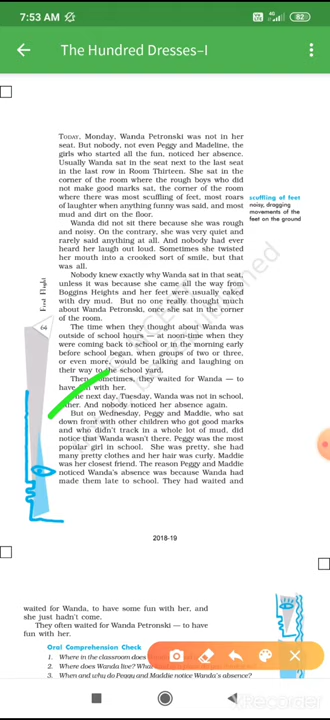 7:53 AM
4G
82
The Hundred Dresses–I
TODAY, Monday, Wanda Petronski was not in her
seat. But nobody, not even Peggy and Madeline, the
girls who started all the fun, noticed her absence.
Usually Wanda sat in the seat next to the last seat
in the last row in Room Thirteen. She sat in the
corner of the room where the rough boys who did
not make good marks sat, the corner of the room
where there was most scuffling of feet, most roars
of laughter when anything funny was said, and most
mud and dirt on the floor.
scuffling of feet
noisy, dragging
movements of the
feet on the ground
Wanda did not sit there because she was rough
and noisy. On the contrary, she was very quiet and
rarely said anything at all. And nobody had ever
heard her laugh out loud. Sometimes she twisted
her mouth into a crooked sort of smile, but that
was all.
Nobody knew exactly why Wanda sat in that seat,
unless it was because she came all the way from
Boggins Heights and her feet were usually caked
with dry mud. But no one really thought much
about Wanda Petronski, once she sat in the corner
of the room.
First Flight
64
The time when they thought about Wanda was
outside of school hours — at noon-time when they
were coming back to school or in the morning early
before school began, when groups of two or three,
or even more, would be talking and laughing on
their way to the school yard.
Then sometimes, they waited for Wanda — to
have with her.
next day, Tuesday, Wanda was not in school,
And nobody noticed her absence again.
But on Wednesday, Peggy and Maddie, who sat
down front with other children who got good marks
and who didn't track in a whole lot of mud, did
notice that Wanda wasn't there. Peggy was the most
popular girl in school. She was pretty, she had
many pretty clothes and her hair was curly. Maddie
was her closest friend. The reason Peggy and Maddie
noticed Wanda's absence was because Wanda had
made them late to school. They had waited and
2018-19
waited for Wanda, to have some fun with her, and
she just hadn't come.
They often waited for Wanda Petronski — to have
fun with her.
Oral Comprehension Check
1. Where in the classroom does
2. Where does Wanda live? What
3. When and why do Peggy and Maddie notice Wanda's absence?